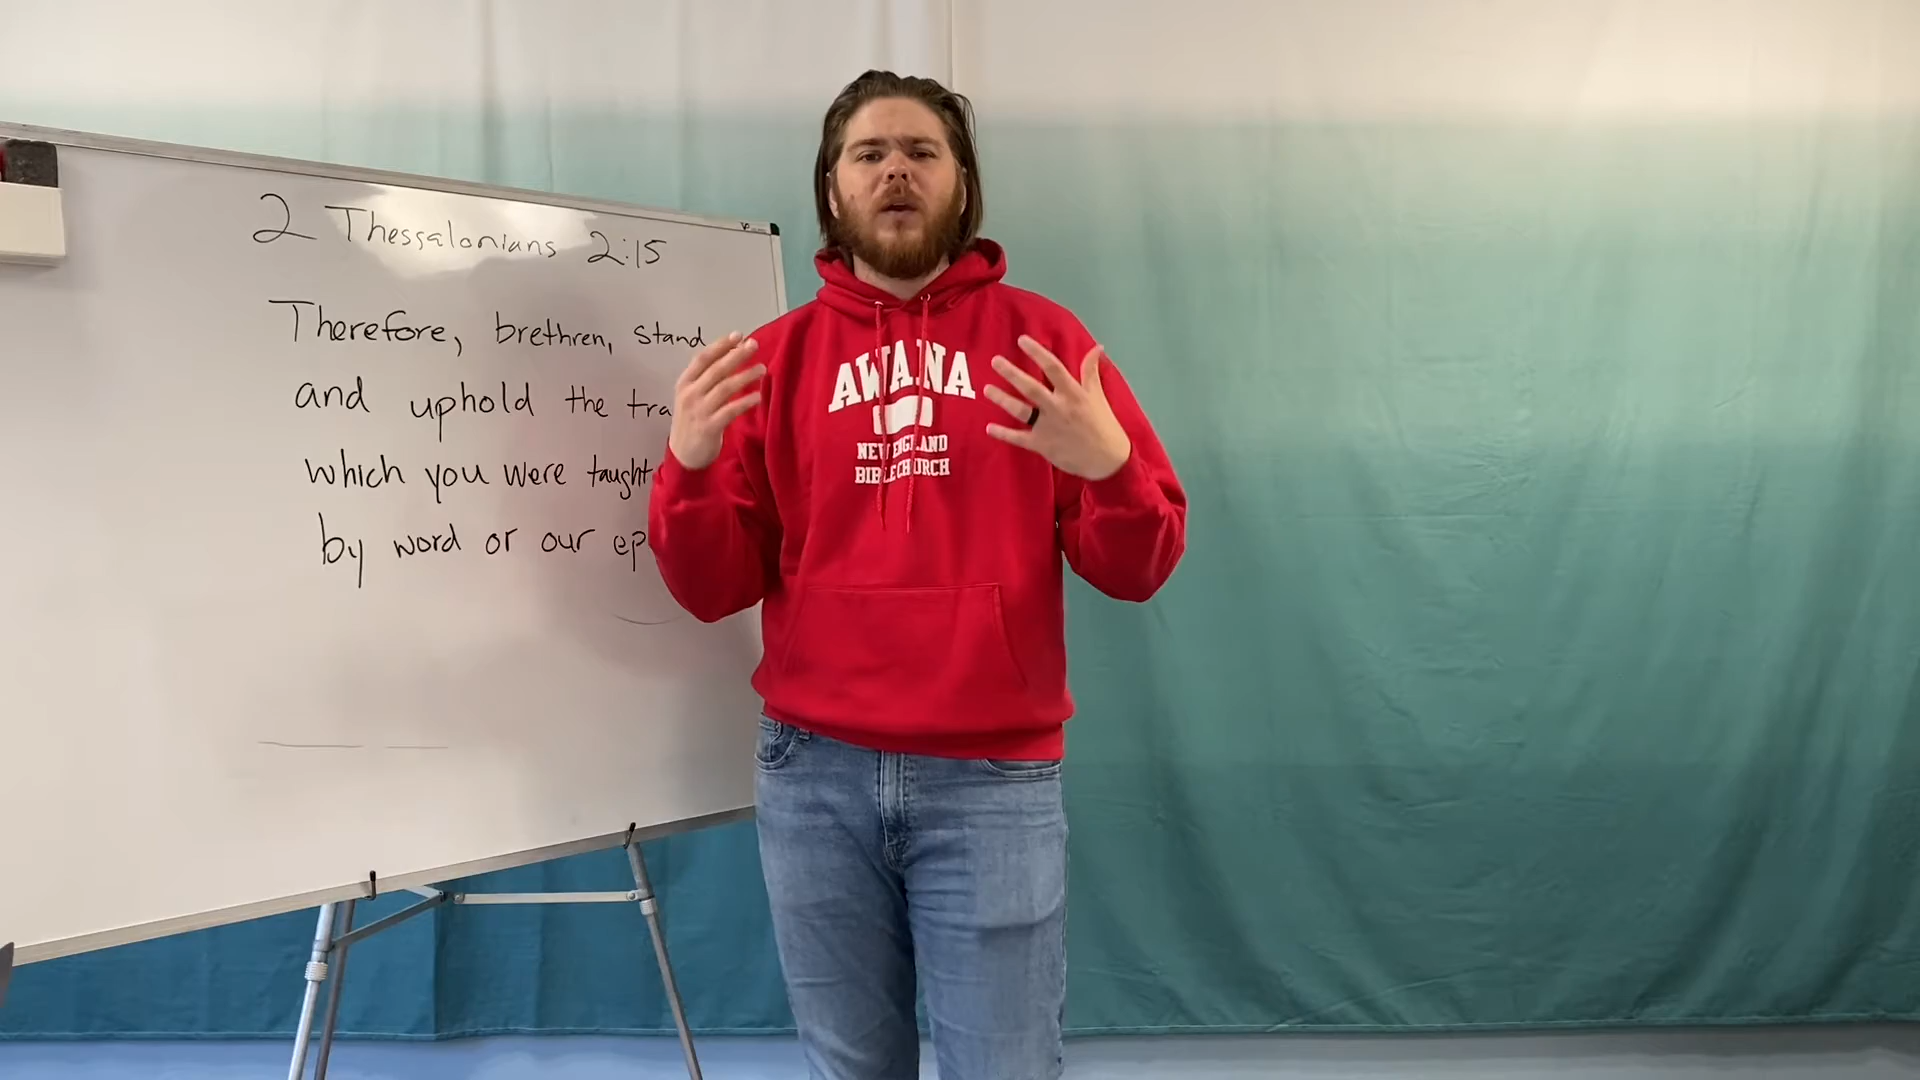 2 Thessalonians 2:15
Therefore, brethren, stand
and uphold the tra
which you were taught
by word or our ep
AWANA
NEW ENGLAND
BIBLE CHURCH